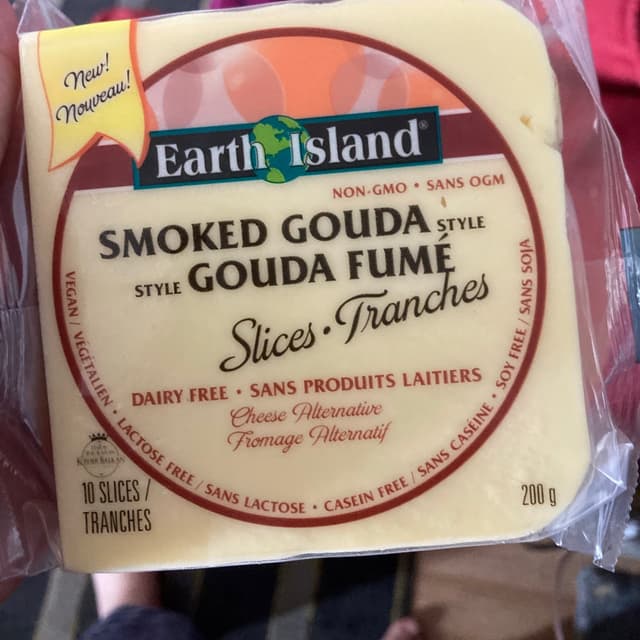 New!
Nouveau!
Earth Island®
NON-GMO • SANS OGM
SMOKED GOUDA STYLE
STYLE GOUDA FUMÉ
Slices • Tranches
DAIRY FREE • SANS PRODUITS LAITIERS
Cheese Alternative
Fromage Alternatif
VEGAN / VÉGÉTALIEN • LACTOSE FREE / SANS LACTOSE • CASEIN FREE / SANS CASEINE • SOY FREE / SANS SOJA
10 SLICES /
TRANCHES
200 g